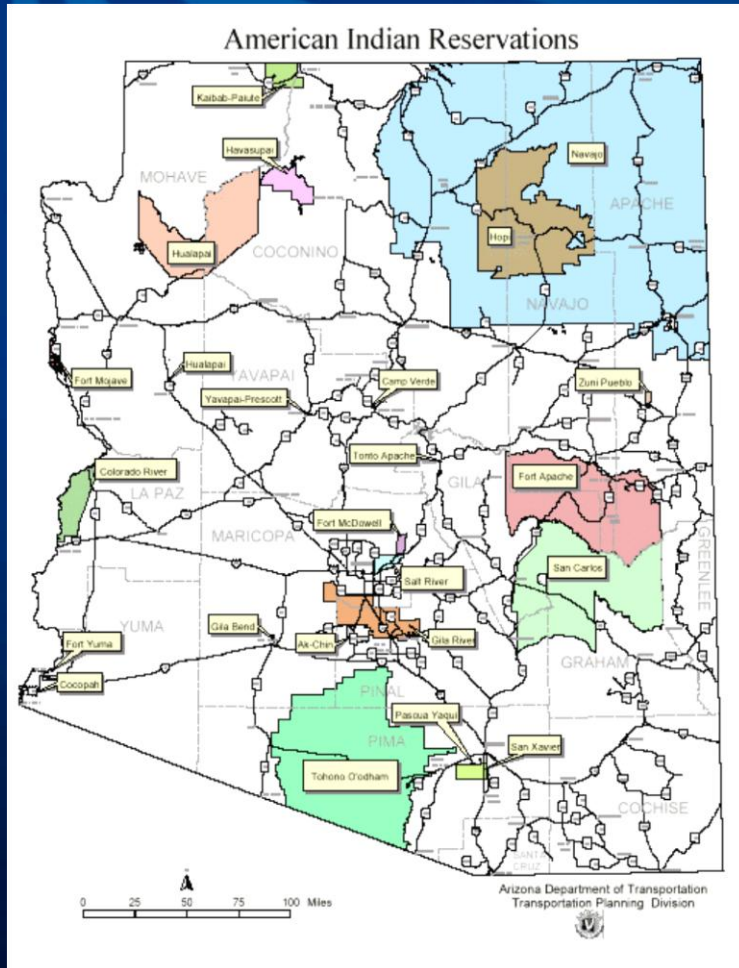 American Indian Reservations
Kaibab-Paiute
Havasupai
Navajo
MOHAVE
APACHE
Hopi
Hualapai
COCONINO
NAVAJO
Hualapai
Fort Mojave
YAVAPAI
Camp Verde
Zuni Pueblo
Yavapai-Prescott
Tonto Apache
Colorado River
GILA
Fort Apache
LA PAZ
Fort McDowell
MARICOPA
GREENLEE
San Carlos
Salt River
YUMA
Gila Bend
Fort Yuma
Ak-Chin
Gila River
GRAHAM
Cocopah
PINAL
Pascua Yaqui
PIMA
San Xavier
Tohono O'odham
COCHISE
SANTA
CRUZ
0 25 50 75 100 Miles
Arizona Department of Transportation
Transportation Planning Division